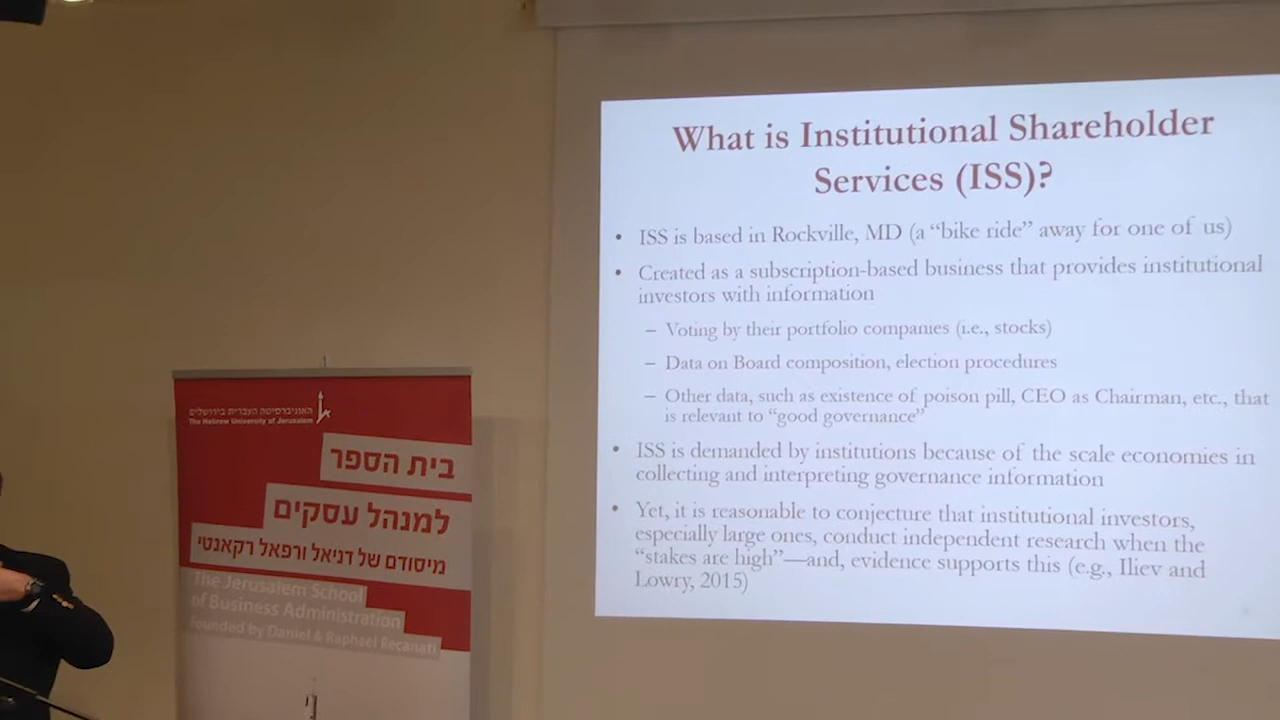 What is Institutional Shareholder
Services (ISS)?
• ISS is based in Rockville, MD (a “bike ride” away for one of us)
• Created as a subscription-based business that provides institutional
investors with information
– Voting by their portfolio companies (i.e., stocks)
– Data on Board composition, election procedures
– Other data, such as existence of poison pill, CEO as Chairman, etc., that
is relevant to “good governance”
• ISS is demanded by institutions because of the scale economies in
collecting and interpreting governance information
• Yet, it is reasonable to conjecture that institutional investors,
especially large ones, conduct independent research when the
“stakes are high”—and, evidence supports this (e.g., Iliev and
Lowry, 2015)
האוניברסיטה העברית בירושלים
The Hebrew University of Jerusalem
בית הספר
למנהל עסקים
מיסודם של דניאל ורפאל רקאנטי
The Jerusalem School
of Business Administration
Founded by Daniel & Raphael Recanati